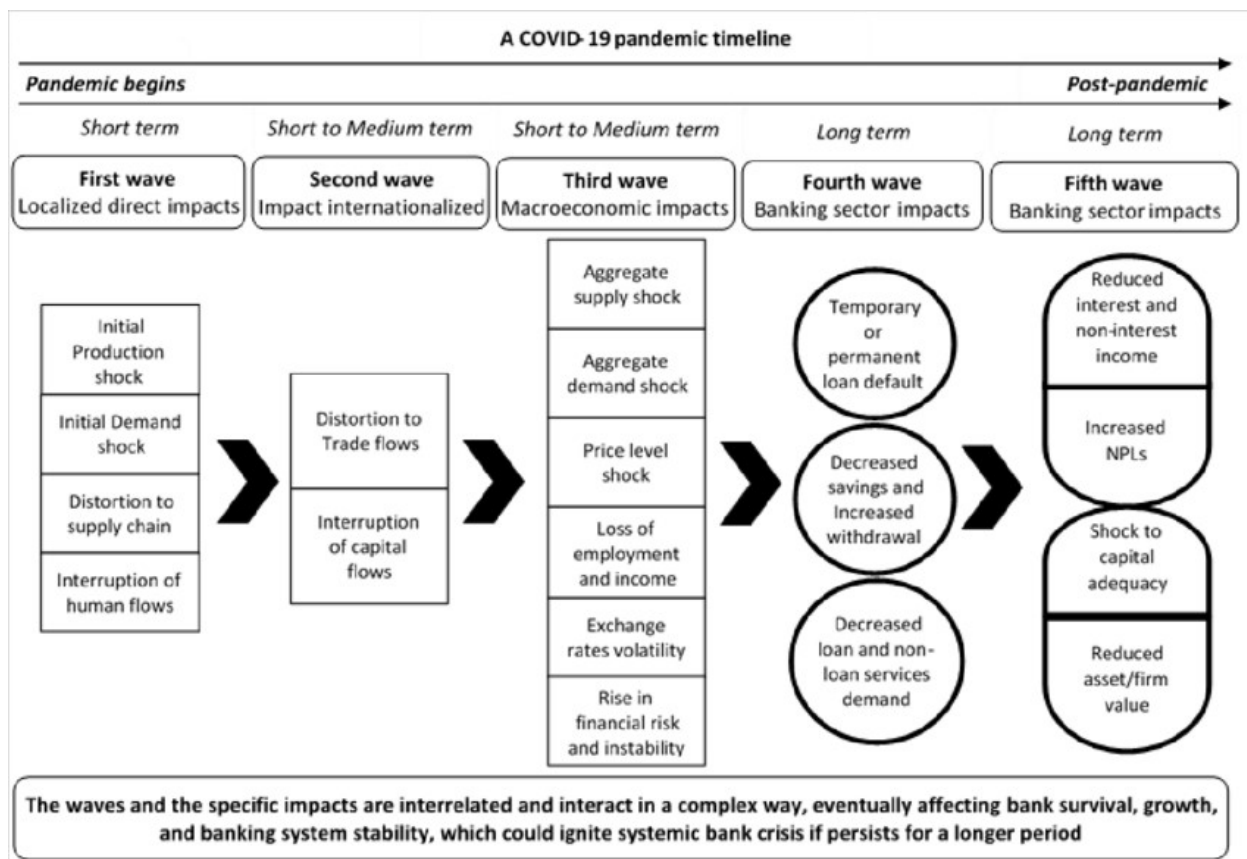 A COVID-19 pandemic timeline
Pandemic begins
Post-pandemic
Short term
Short to Medium term
Short to Medium term
Long term
Long term
First wave
Localized direct impacts
Second wave
Impact internationalized
Third wave
Macroeconomic impacts
Fourth wave
Banking sector impacts
Fifth wave
Banking sector impacts
Initial
Production
shock
Initial Demand
shock
Distortion to
supply chain
Interruption of
human flows
Distortion to
Trade flows
Interruption
of capital
flows
Aggregate
supply shock
Aggregate
demand shock
Price level
shock
Loss of
employment
and income
Exchange
rates volatility
Rise in
financial risk
and instability
Temporary
or
permanent
loan default
Decreased
savings and
Increased
withdrawal
Decreased
loan and non-
loan services
demand
Reduced
interest and
non-interest
income
Increased
NPLs
Shock to
capital
adequacy
Reduced
asset/firm
value
The waves and the specific impacts are interrelated and interact in a complex way, eventually affecting bank survival, growth,
and banking system stability, which could ignite systemic bank crisis if persists for a longer period